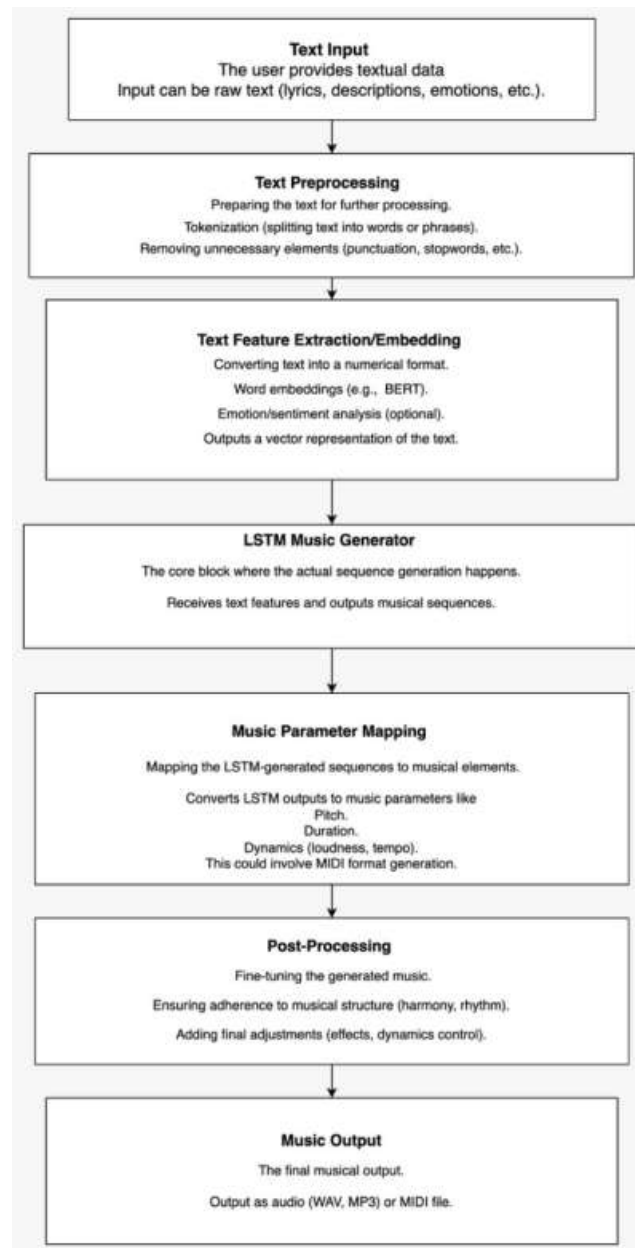 Text Input
The user provides textual data
Input can be raw text (lyrics, descriptions, emotions, etc.).
Text Preprocessing
Preparing the text for further processing.
Tokenization (splitting text into words or phrases).
Removing unnecessary elements (punctuation, stopwords, etc.).
Text Feature Extraction/Embedding
Converting text into a numerical format.
Word embeddings (e.g., BERT).
Emotion/sentiment analysis (optional).
Outputs a vector representation of the text.
LSTM Music Generator
The core block where the actual sequence generation happens.
Receives text features and outputs musical sequences.
Music Parameter Mapping
Mapping the LSTM-generated sequences to musical elements.
Converts LSTM outputs to music parameters like
Pitch.
Duration.
Dynamics (loudness, tempo).
This could involve MIDI format generation.
Post-Processing
Fine-tuning the generated music.
Ensuring adherence to musical structure (harmony, rhythm).
Adding final adjustments (effects, dynamics control).
Music Output
The final musical output.
Output as audio (WAV, MP3) or MIDI file.